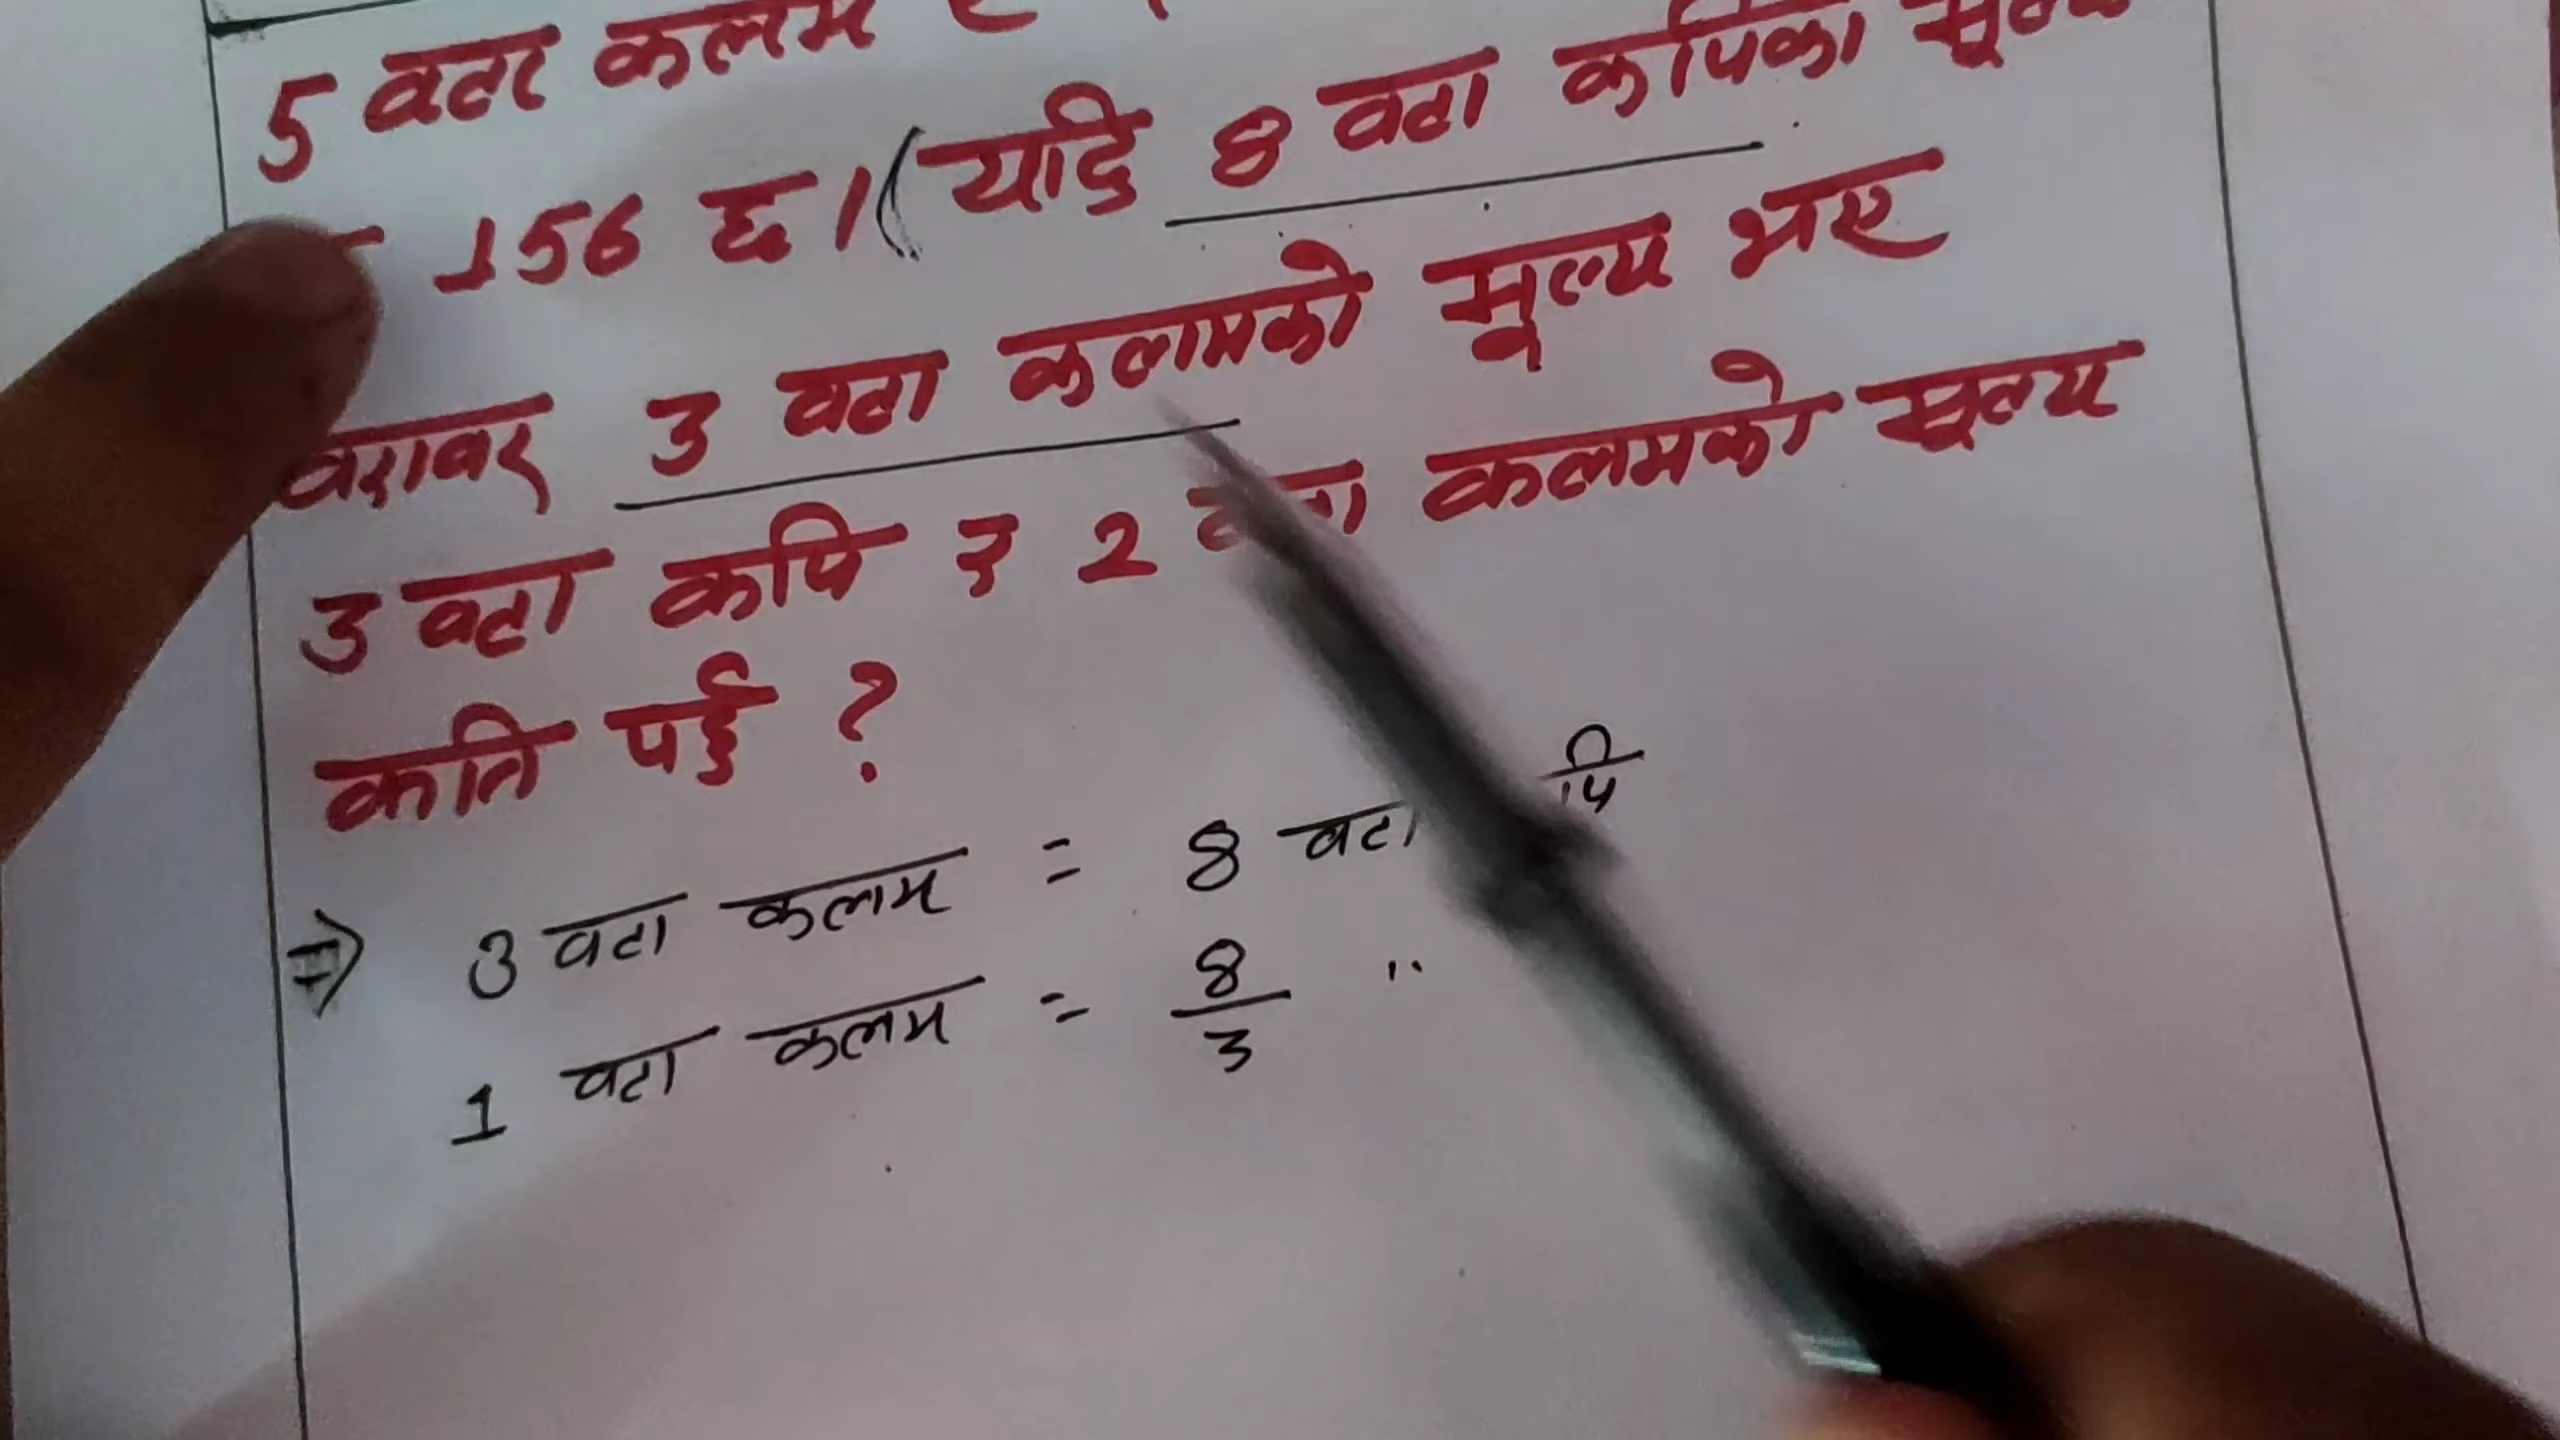 5 वटा कलम र
156 छ। (यदि 8 वटा कपिको मूल्य
बराबर 3 वटा कलमको मूल्य भए
3 वटा कपि र 2 वटा कलमको मूल्य
कति पर्छ ?
⇒ 3 वटा कलम = 8 वटा
1 वटा कलम = 8/3 "